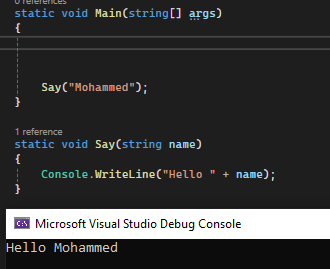 0 references
static void Main(string[] args)
{
Say("Mohammed");
}
1 reference
static void Say(string name)
{
Console.WriteLine("Hello " + name);
}
C:\
Microsoft Visual Studio Debug Console
Hello Mohammed